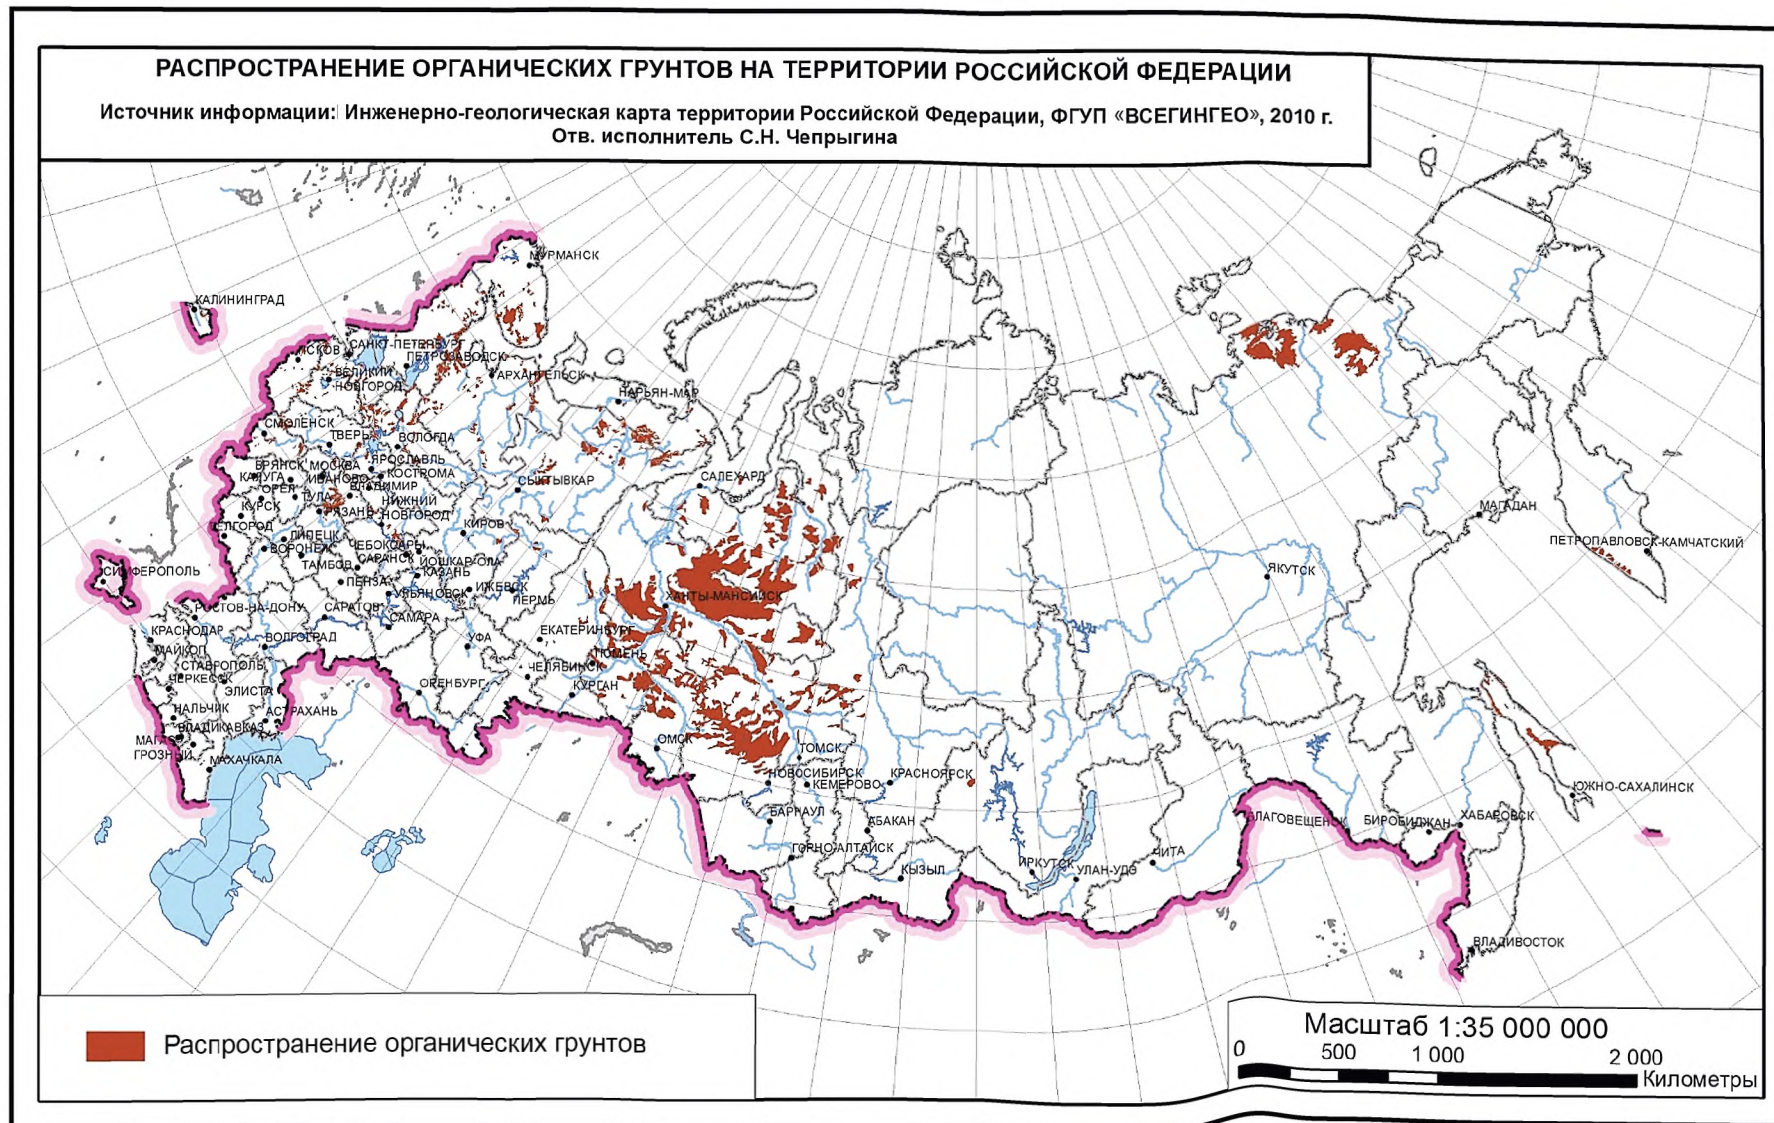 РАСПРОСТРАНЕНИЕ ОРГАНИЧЕСКИХ ГРУНТОВ НА ТЕРРИТОРИИ РОССИЙСКОЙ ФЕДЕРАЦИИ
Источник информации: Инженерно-геологическая карта территории Российской Федерации, ФГУП «ВСЕГИНГЕО», 2010 г.
Отв. исполнитель С.Н. Чепрыгина
МУРМАНСК
КАЛИНИНГРАД
ПСКОВ
САНКТ-ПЕТЕРБУРГ
ПЕТРОЗАВОДСК
ВЕЛИКИЙ
НОВГОРОД
АРХАНГЕЛЬСК
НАРЬЯН-МАР
СМОЛЕНСК
ТВЕРЬ
ВОЛОГДА
БРЯНСК
МОСКВА
ЯРОСЛАВЛЬ
КАЛУГА
ИВАНОВО
КОСТРОМА
ОРЕЛ
ТУЛА
ВЛАДИМИР
СЫКТЫВКАР
САЛЕХАРД
КУРСК
РЯЗАНЬ
НИЖНИЙ
НОВГОРОД
БЕЛГОРОД
ЛИПЕЦК
КИРОВ
ВОРОНЕЖ
ЧЕБОКСАРЫ
ТАМБОВ
САРАНСК
ЙОШКАР-ОЛА
КАЗАНЬ
СИМФЕРОПОЛЬ
ПЕНЗА
УЛЬЯНОВСК
ИЖЕВСК
ПЕРМЬ
ХАНТЫ-МАНСИЙСК
РОСТОВ-НА-ДОНУ
САРАТОВ
САМАРА
КРАСНОДАР
ВОЛГОГРАД
УФА
ЕКАТЕРИНБУРГ
МАЙКОП
СТАВРОПОЛЬ
ТЮМЕНЬ
ЧЕЛЯБИНСК
ЧЕРКЕССК
ЭЛИСТА
ОРЕНБУРГ
КУРГАН
НАЛЬЧИК
АСТРАХАНЬ
ВЛАДИКАВКАЗ
МАГАС
ГРОЗНЫЙ
МАХАЧКАЛА
ОМСК
ТОМСК
НОВОСИБИРСК
КЕМЕРОВО
КРАСНОЯРСК
БАРНАУЛ
АБАКАН
ГОРНО-АЛТАЙСК
КЫЗЫЛ
ИРКУТСК
УЛАН-УДЭ
ЧИТА
ЯКУТСК
МАГАДАН
ПЕТРОПАВЛОВСК-КАМЧАТСКИЙ
ЮЖНО-САХАЛИНСК
БЛАГОВЕЩЕНСК
БИРОБИДЖАН
ХАБАРОВСК
ВЛАДИВОСТОК
Распространение органических грунтов
Масштаб 1:35 000 000
0 500 1 000 2 000
Километры